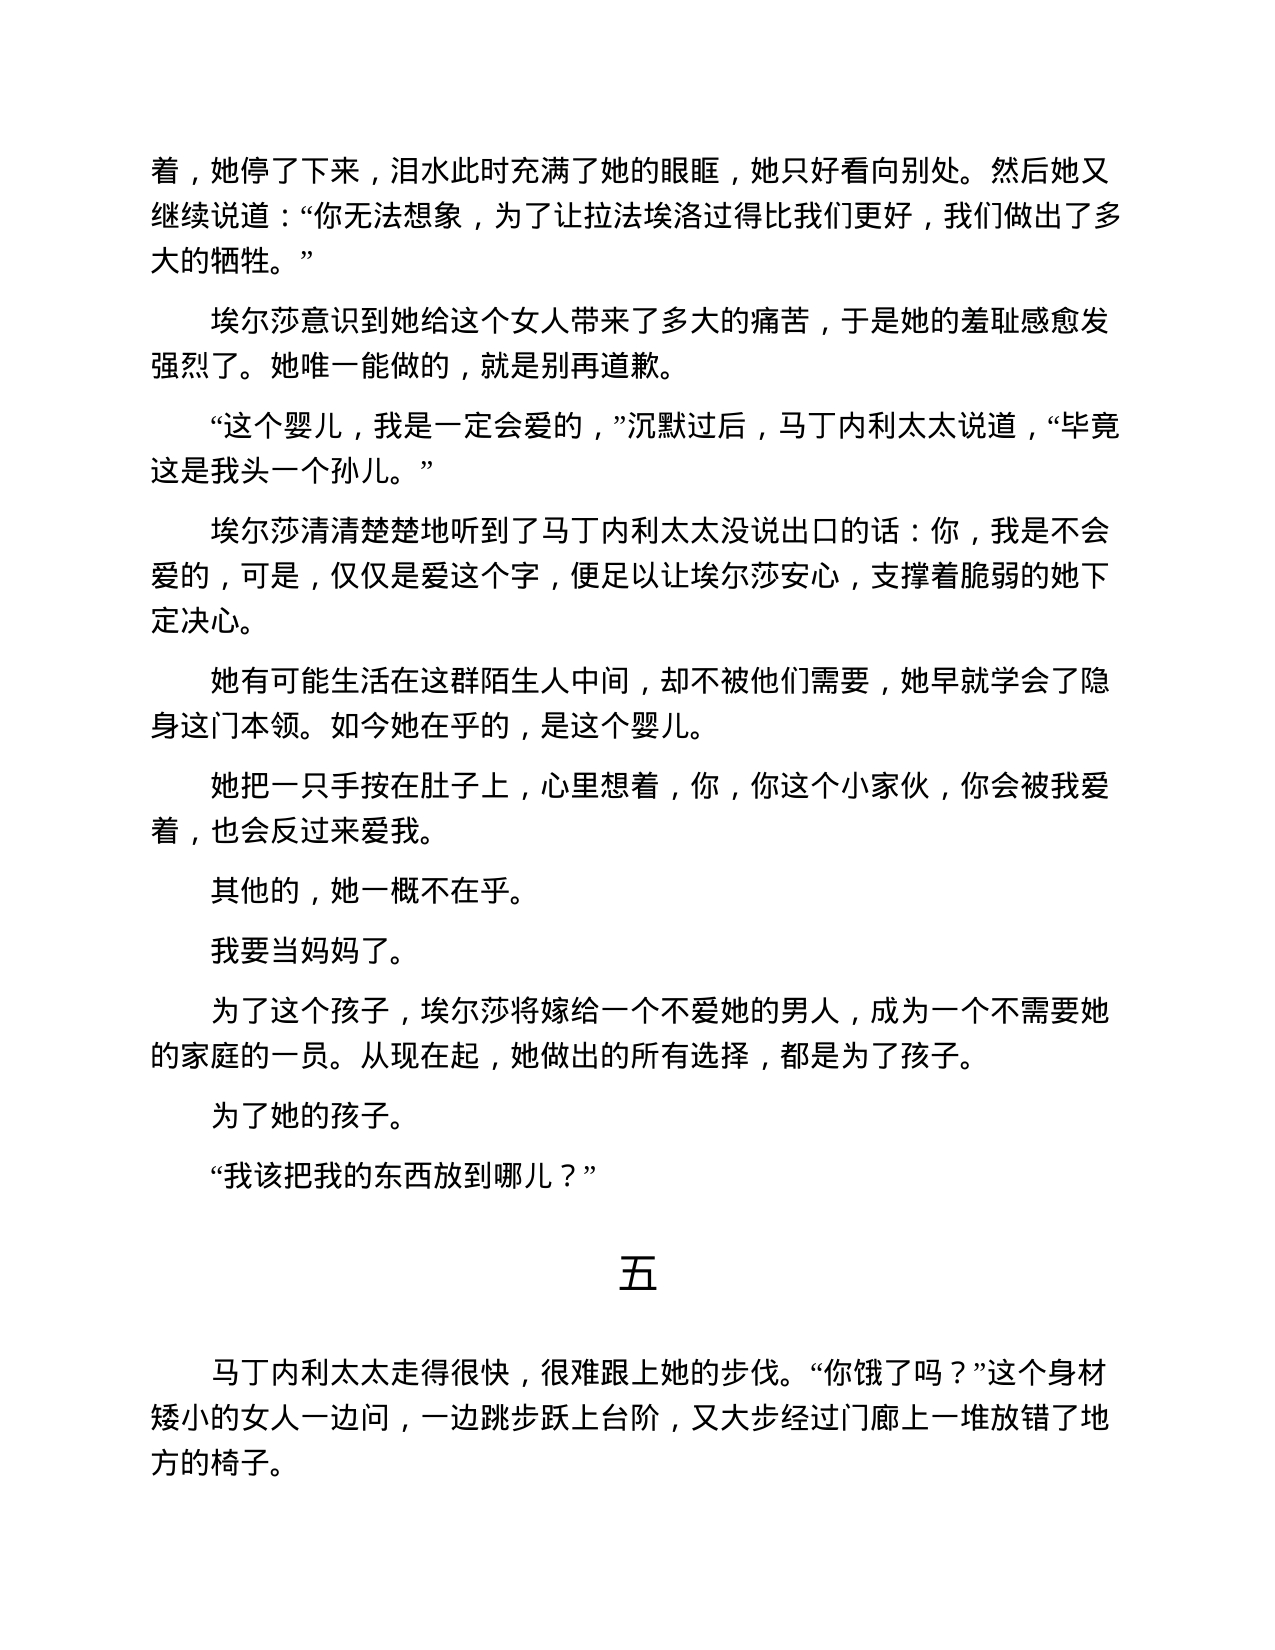 着，她停了下来，泪水此时充满了她的眼眶，她只好看向别处。然后她又
继续说道：“你无法想象，为了让拉法埃洛过得比我们更好，我们做出了多
大的牺牲。”
埃尔莎意识到她给这个女人带来了多大的痛苦，于是她的羞耻感愈发
强烈了。她唯一能做的，就是别再道歉。
“这个婴儿，我是一定会爱的，”沉默过后，马丁内利太太说道，“毕竟
这是我头一个孙儿。”
埃尔莎清清楚楚地听到了马丁内利太太没说出口的话：你，我是不会
爱的，可是，仅仅是爱这个字，便足以让埃尔莎安心，支撑着脆弱的她下
定决心。
她有可能生活在这群陌生人中间，却不被他们需要，她早就学会了隐
身这门本领。如今她在乎的，是这个婴儿。
她把一只手按在肚子上，心里想着，你，你这个小家伙，你会被我爱
着，也会反过来爱我。
其他的，她一概不在乎。
我要当妈妈了。
为了这个孩子，埃尔莎将嫁给一个不爱她的男人，成为一个不需要她
的家庭的一员。从现在起，她做出的所有选择，都是为了孩子。
为了她的孩子。
“我该把我的东西放到哪儿？”
五
马丁内利太太走得很快，很难跟上她的步伐。“你饿了吗？”这个身材
矮小的女人一边问，一边跳步跃上台阶，又大步经过门廊上一堆放错了地
方的椅子。